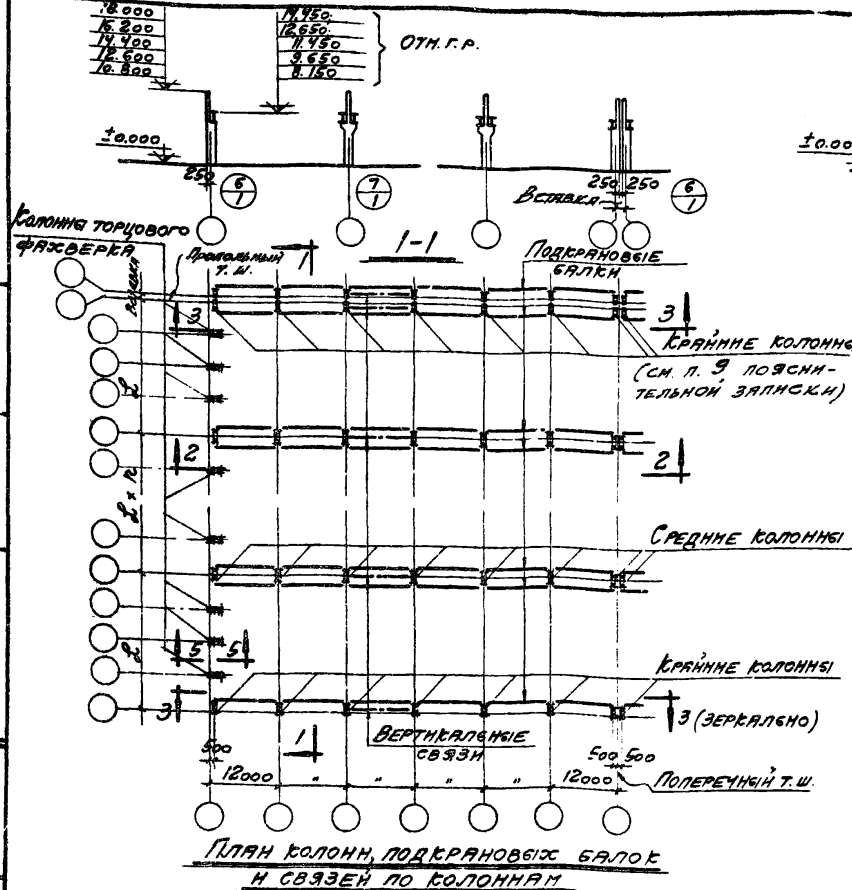 18.000
16.200
14.400
12.600
10.800
14.950
12.650
11.450
9.650
8.150
ОТМ. Г.Р.
±0.000
±0.00
250
6
1
7
1
250 250
6
1
ВСТАВКА
КОЛОННА ТОРЦОВОГО
ФАХВЕРКА
ПРОДОЛЬНЫЙ
Т.Ш.
1
1-1
ПОДКРАНОВЫЕ
БАЛКИ
ВСТАВКА
3
3
КРАЙНИЕ КОЛОННЫ
(СМ. П. 9 ПОЯСНИ-
ТЕЛЬНОЙ ЗАПИСКИ)
L
2
2
L × n
СРЕДНИЕ КОЛОННЫ
L
5
5
КРАЙНИЕ КОЛОННЫ
3
3 (ЗЕРКАЛЬНО)
1
ВЕРТИКАЛЬНЫЕ
СВЯЗИ
500
500 500
12000 " " " " 12000
ПОПЕРЕЧНЫЙ Т.Ш.
ПЛАН КОЛОНН, ПОДКРАНОВЫХ БАЛОК
И СВЯЗЕЙ ПО КОЛОННАМ